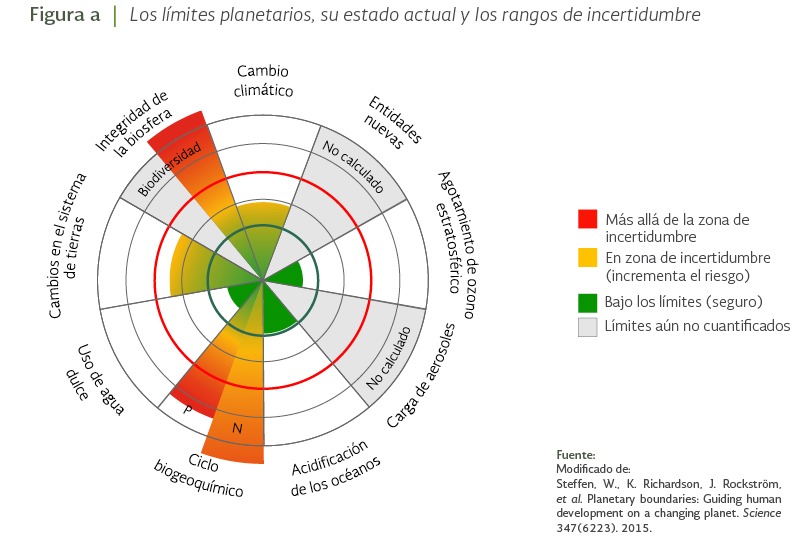 Figura a | Los límites planetarios, su estado actual y los rangos de incertidumbre
Cambio
climático
Entidades
nuevas
No calculado
Agotamiento de ozono
estratosférico
Carga de aerosoles
No calculado
Acidificación
de los océanos
Ciclo
biogeoquímico
P
N
Uso de agua
dulce
Cambios en el sistema
de tierras
Integridad de
la biosfera
Biodiversidad
Más allá de la zona de
incertidumbre
En zona de incertidumbre
(incrementa el riesgo)
Bajo los límites (seguro)
Límites aún no cuantificados
Fuente:
Modificado de:
Steffen, W., K. Richardson, J. Rockström,
et al. Planetary boundaries: Guiding human
development on a changing planet. Science
347(6223). 2015.